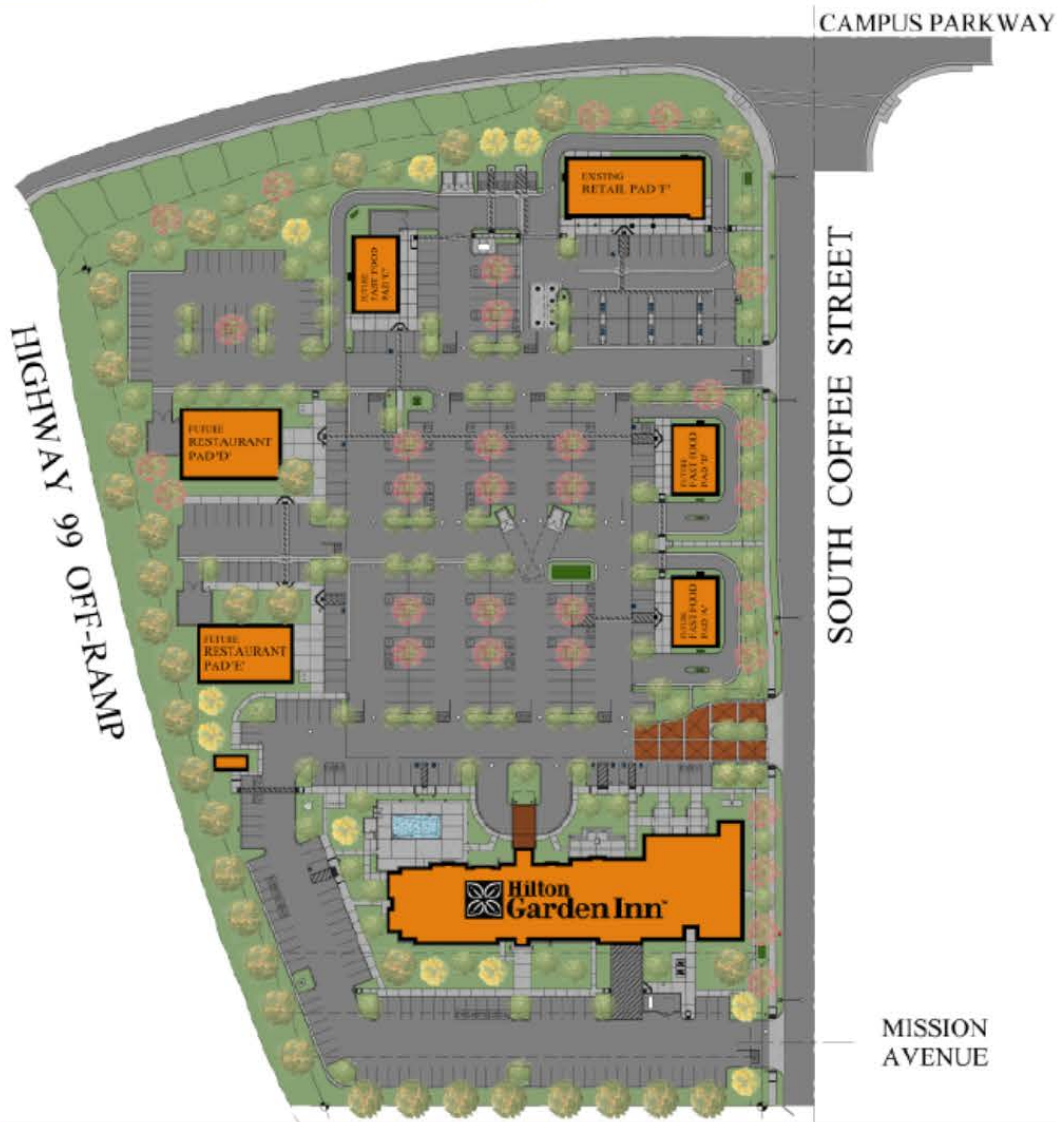 CAMPUS PARKWAY
EXISTING
RETAIL PAD 'F'
FUTURE
FAST FOOD
PAD 'C'
SOUTH COFFEE STREET
HIGHWAY 99 OFF-RAMP
FUTURE
RESTAURANT
PAD 'D'
FUTURE
FAST FOOD
PAD 'B'
FUTURE
FAST FOOD
PAD 'A'
FUTURE
RESTAURANT
PAD 'E'
Hilton
Garden Inn™
MISSION
AVENUE